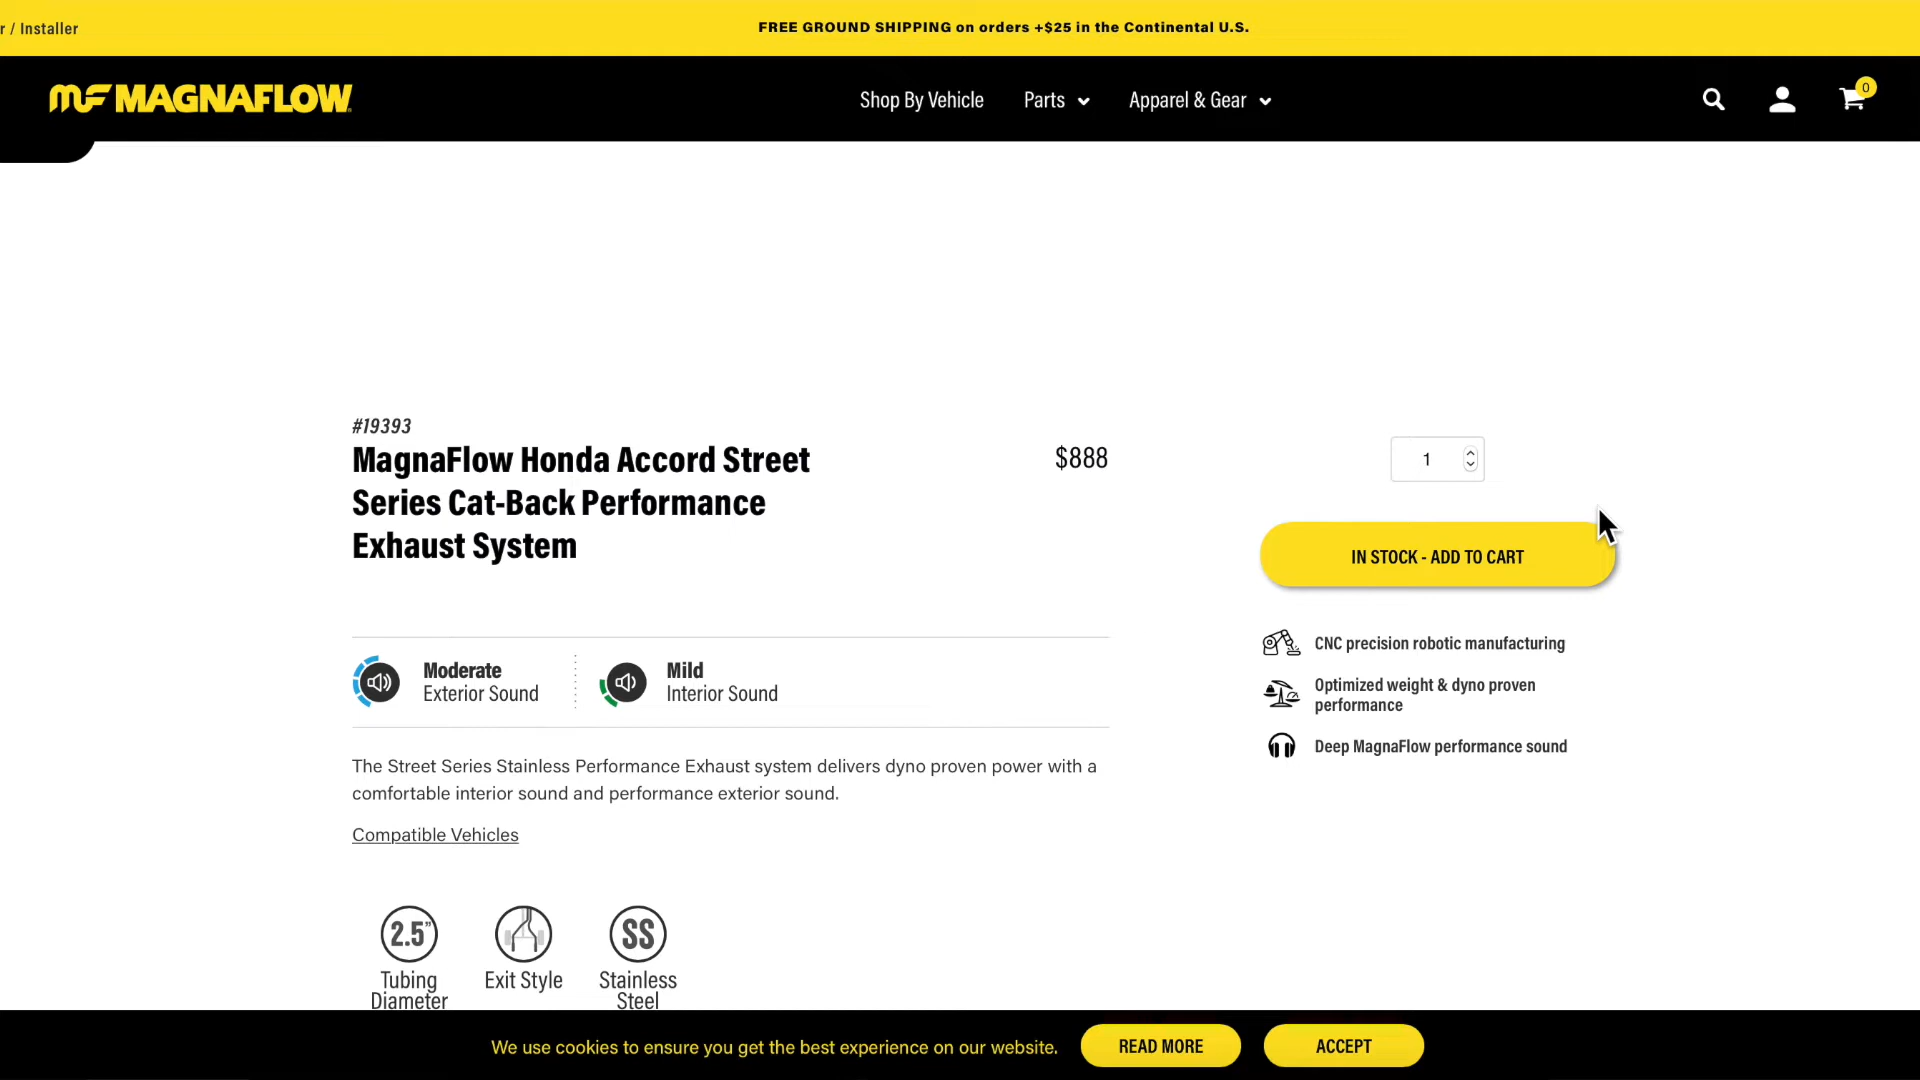 r / Installer
FREE GROUND SHIPPING on orders +$25 in the Continental U.S.
MF MAGNAFLOW
Shop By Vehicle
Parts
Apparel & Gear
0
#19393
MagnaFlow Honda Accord Street
Series Cat-Back Performance
Exhaust System
$888
1
IN STOCK - ADD TO CART
CNC precision robotic manufacturing
Optimized weight & dyno proven
performance
Deep MagnaFlow performance sound
Moderate
Exterior Sound
Mild
Interior Sound
The Street Series Stainless Performance Exhaust system delivers dyno proven power with a
comfortable interior sound and performance exterior sound.
Compatible Vehicles
2.5"
Tubing
Diameter
Exit Style
SS
Stainless
Steel
We use cookies to ensure you get the best experience on our website.
READ MORE
ACCEPT